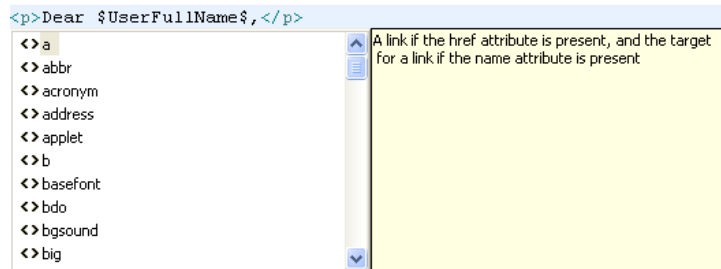 <p>Dear $UserFullName$,</p>
<> a
<> abbr
<> acronym
<> address
<> applet
<> b
<> basefont
<> bdo
<> bgsound
<> big
A link if the href attribute is present, and the target
for a link if the name attribute is present